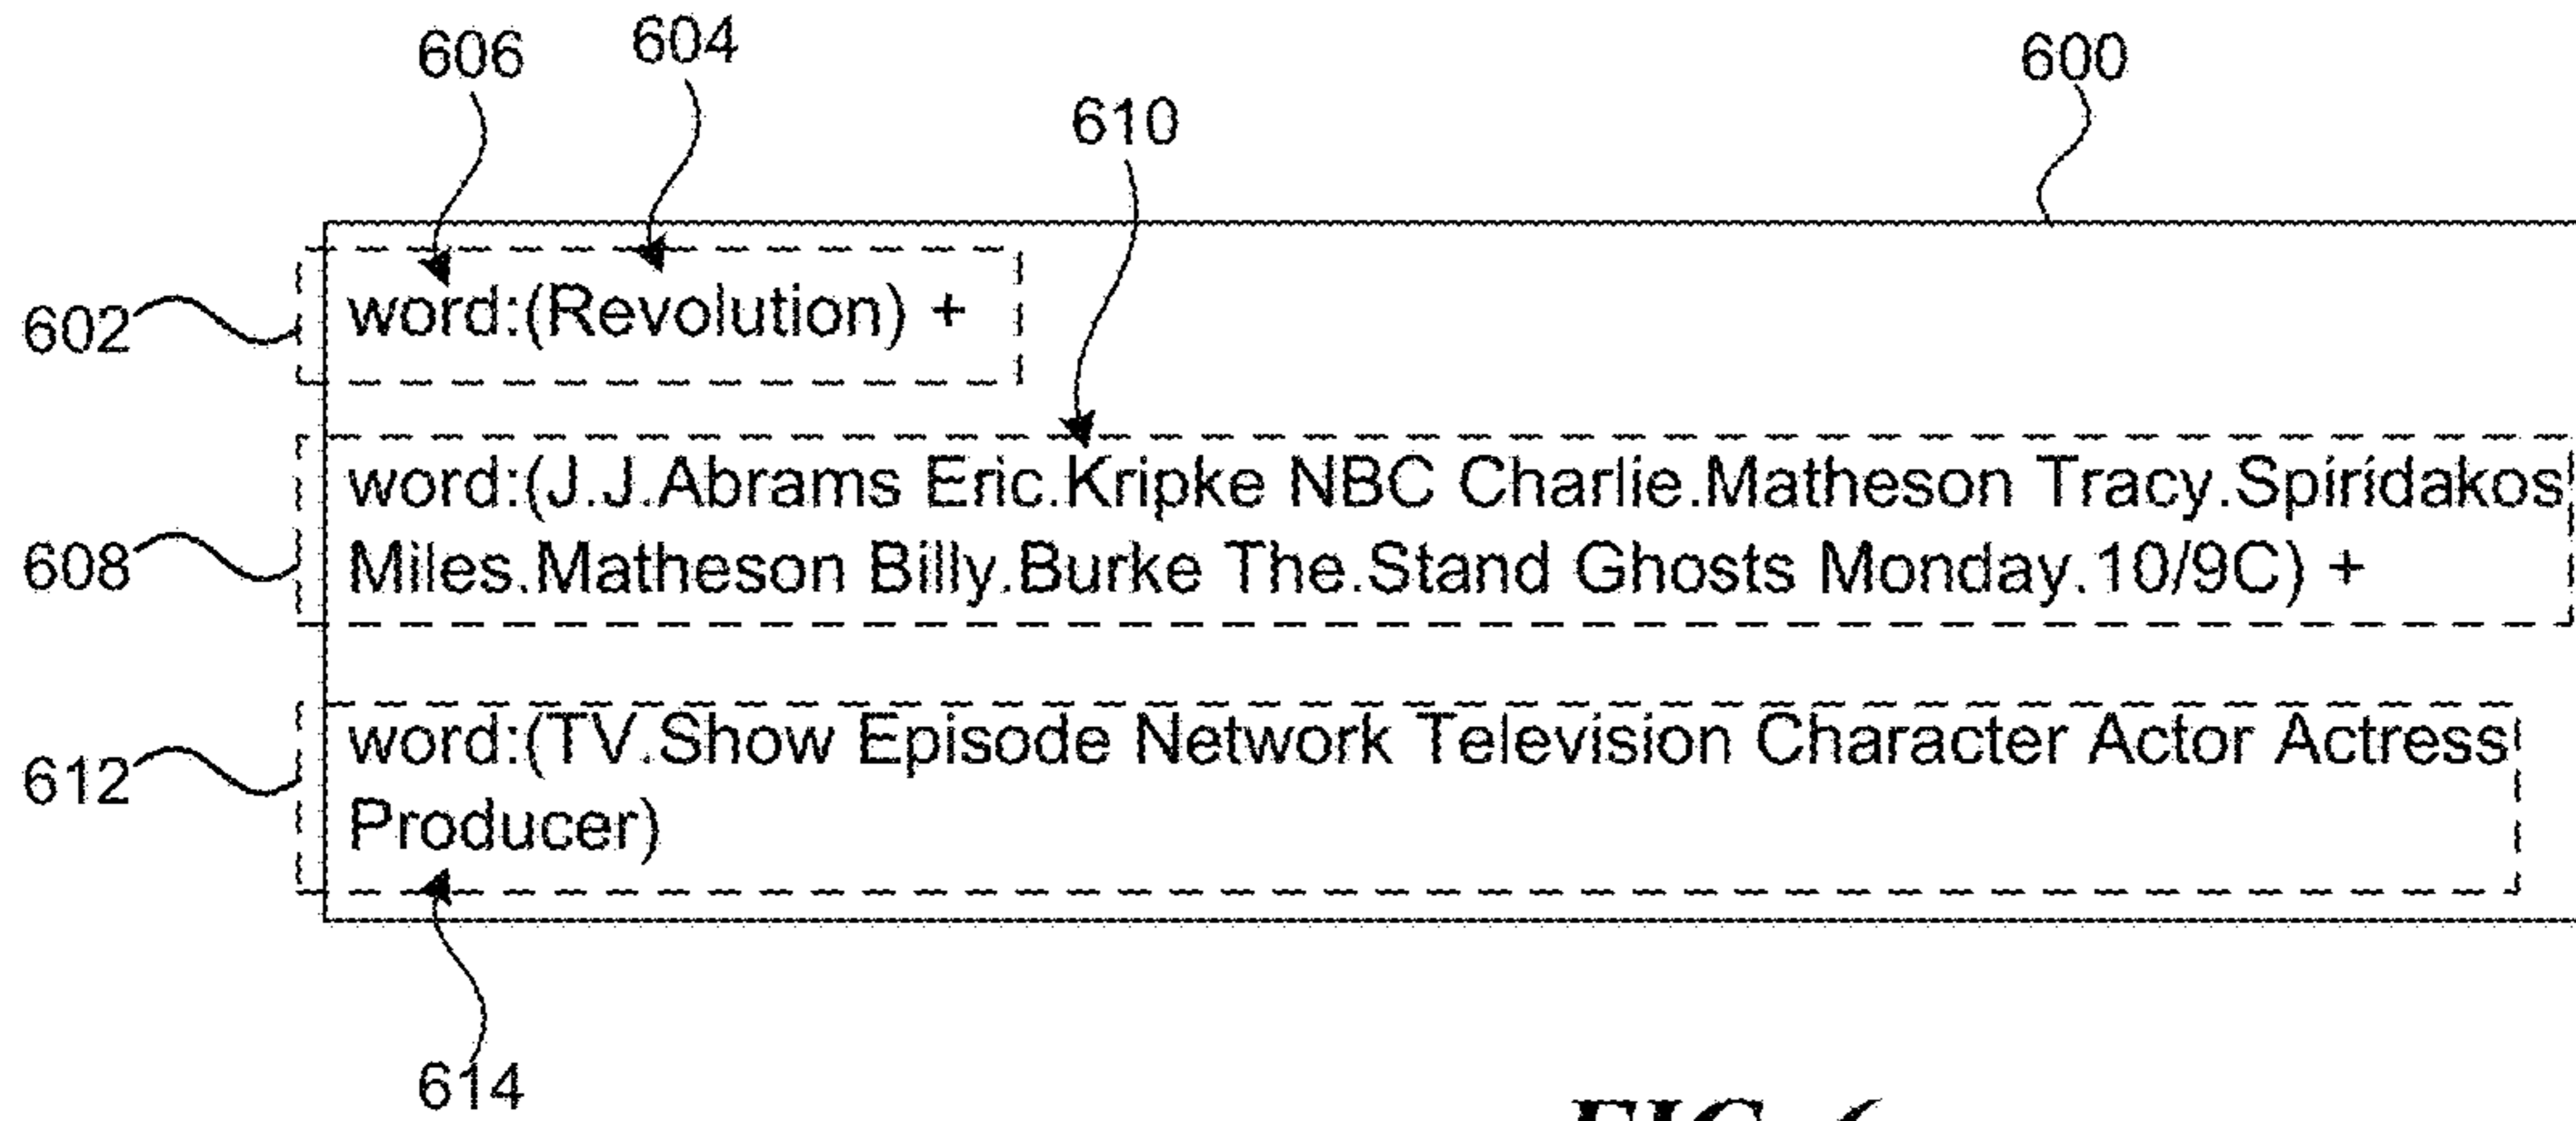 606
604
600
610
word:(Revolution) +
602
word:(J.J.Abrams Eric.Kripke NBC Charlie.Matheson Tracy.Spiridakos
608
Miles.Matheson Billy.Burke The.Stand Ghosts Monday.10/9C) +
word:(TV.Show Episode Network Television Character Actor Actress
612
Producer)
614